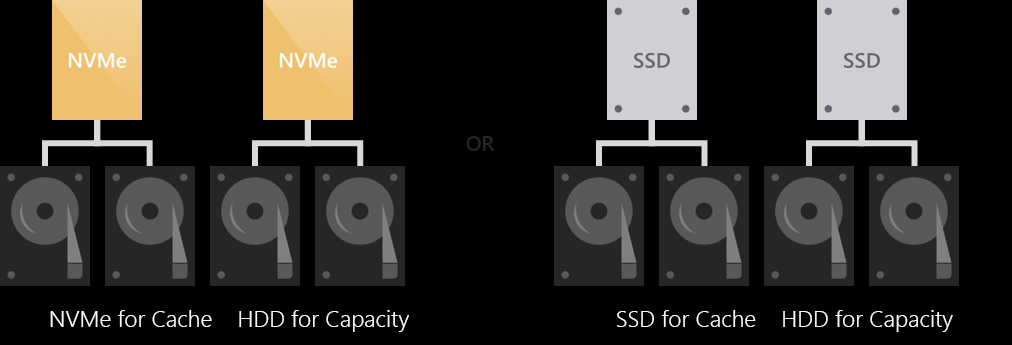 NVMe NVMe SSD SSD
OR
NVMe for Cache HDD for Capacity SSD for Cache HDD for Capacity